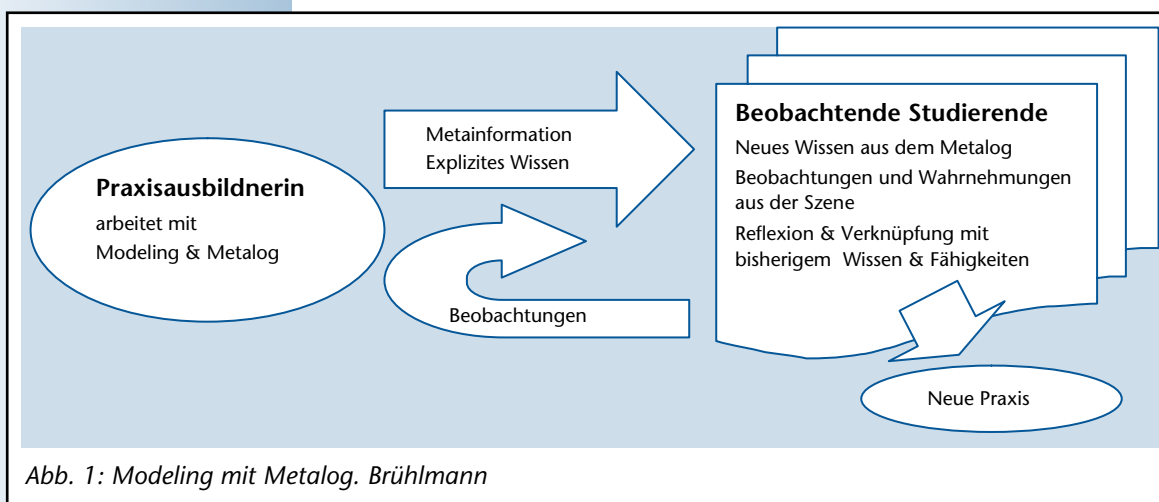 Praxisausbildnerin
arbeitet mit
Modeling & Metalog
Metainformation
Explizites Wissen
Beobachtungen
Beobachtende Studierende
Neues Wissen aus dem Metalog
Beobachtungen und Wahrnehmungen
aus der Szene
Reflexion & Verknüpfung mit
bisherigem Wissen & Fähigkeiten
Neue Praxis
Abb. 1: Modeling mit Metalog. Brühlmann